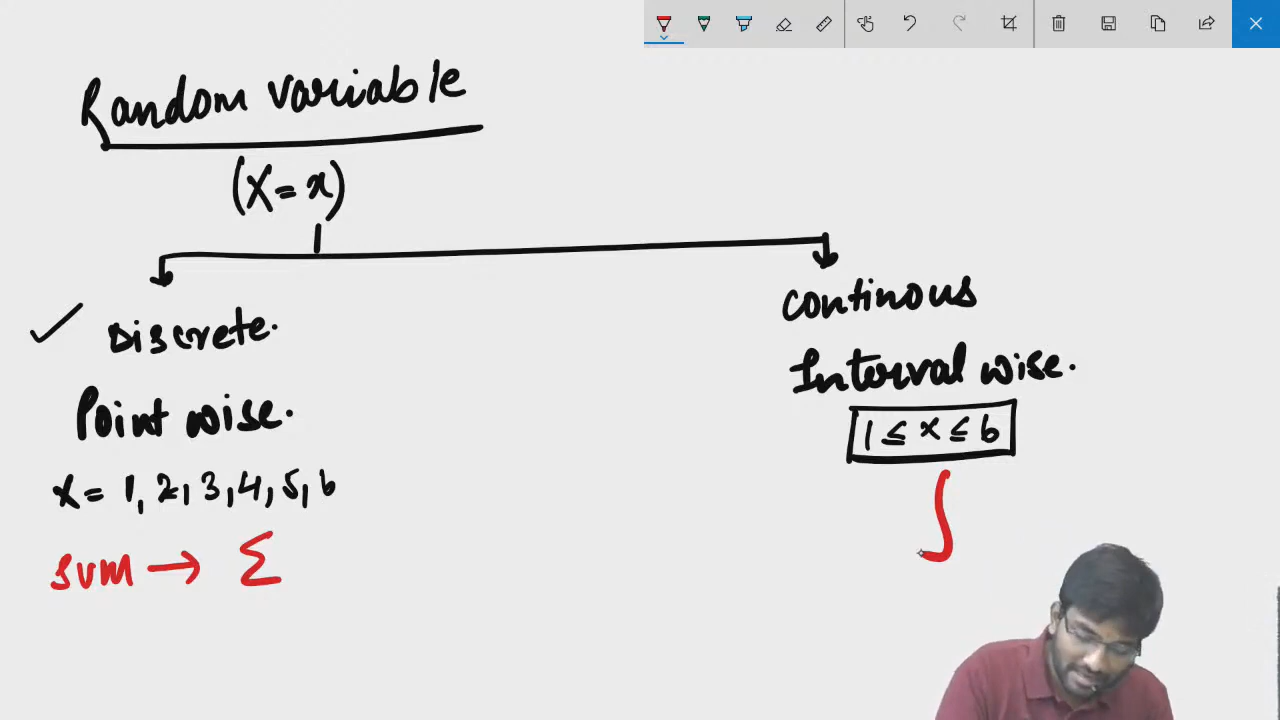 Random variable
(X = x)
Discrete.
Point wise.
X = 1, 2, 3, 4, 5, 6
sum → Σ
Continous
Interval wise.
1 ≤ x ≤ 6
∫